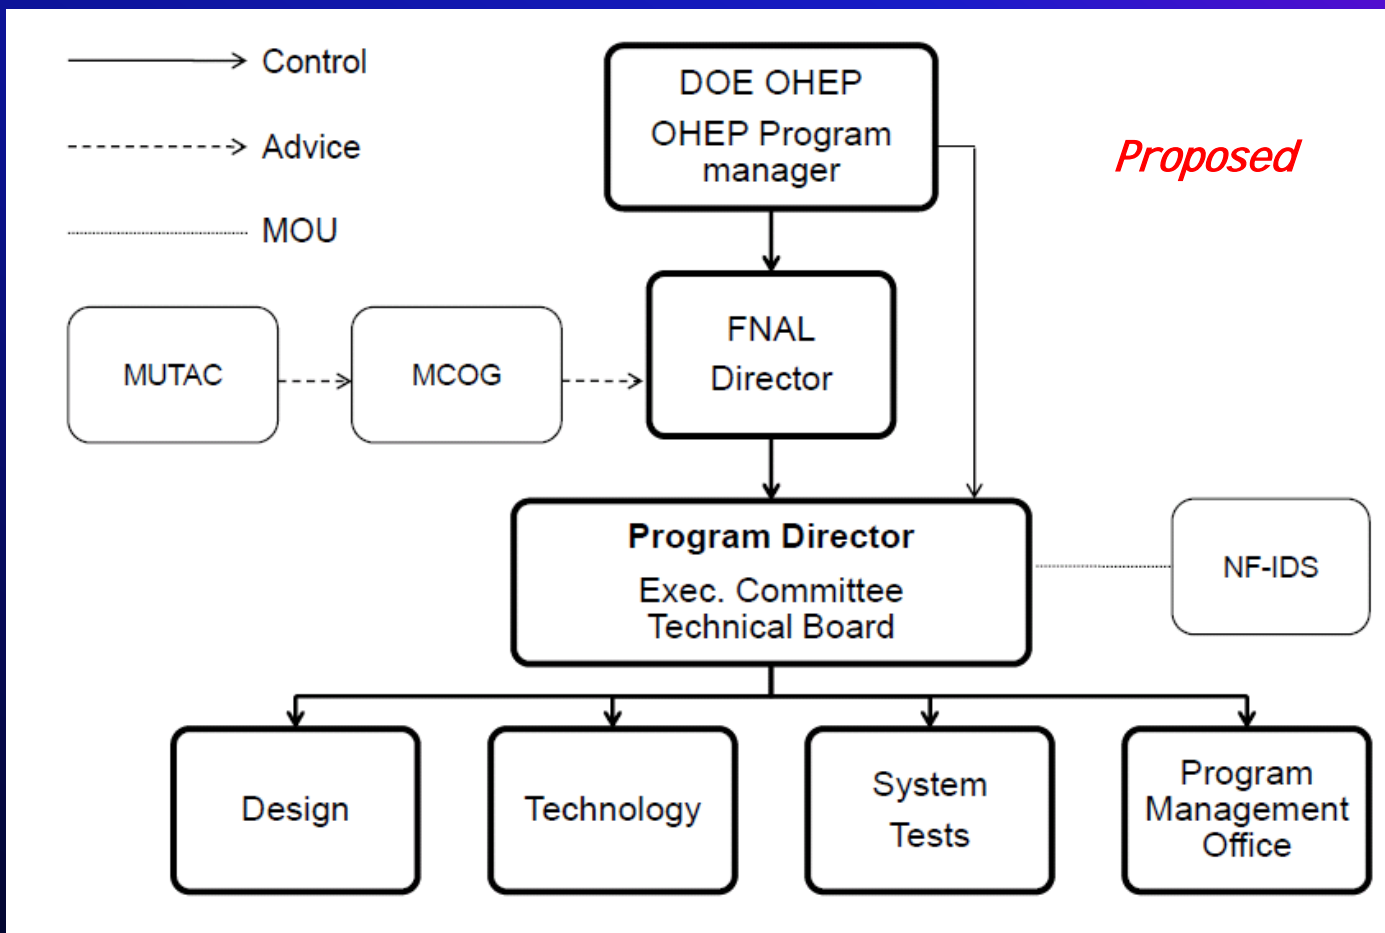 Control
Advice
MOU
DOE OHEP
OHEP Program
manager
Proposed
FNAL
Director
MUTAC
MCOG
Program Director
Exec. Committee
Technical Board
NF-IDS
Design
Technology
System
Tests
Program
Management
Office